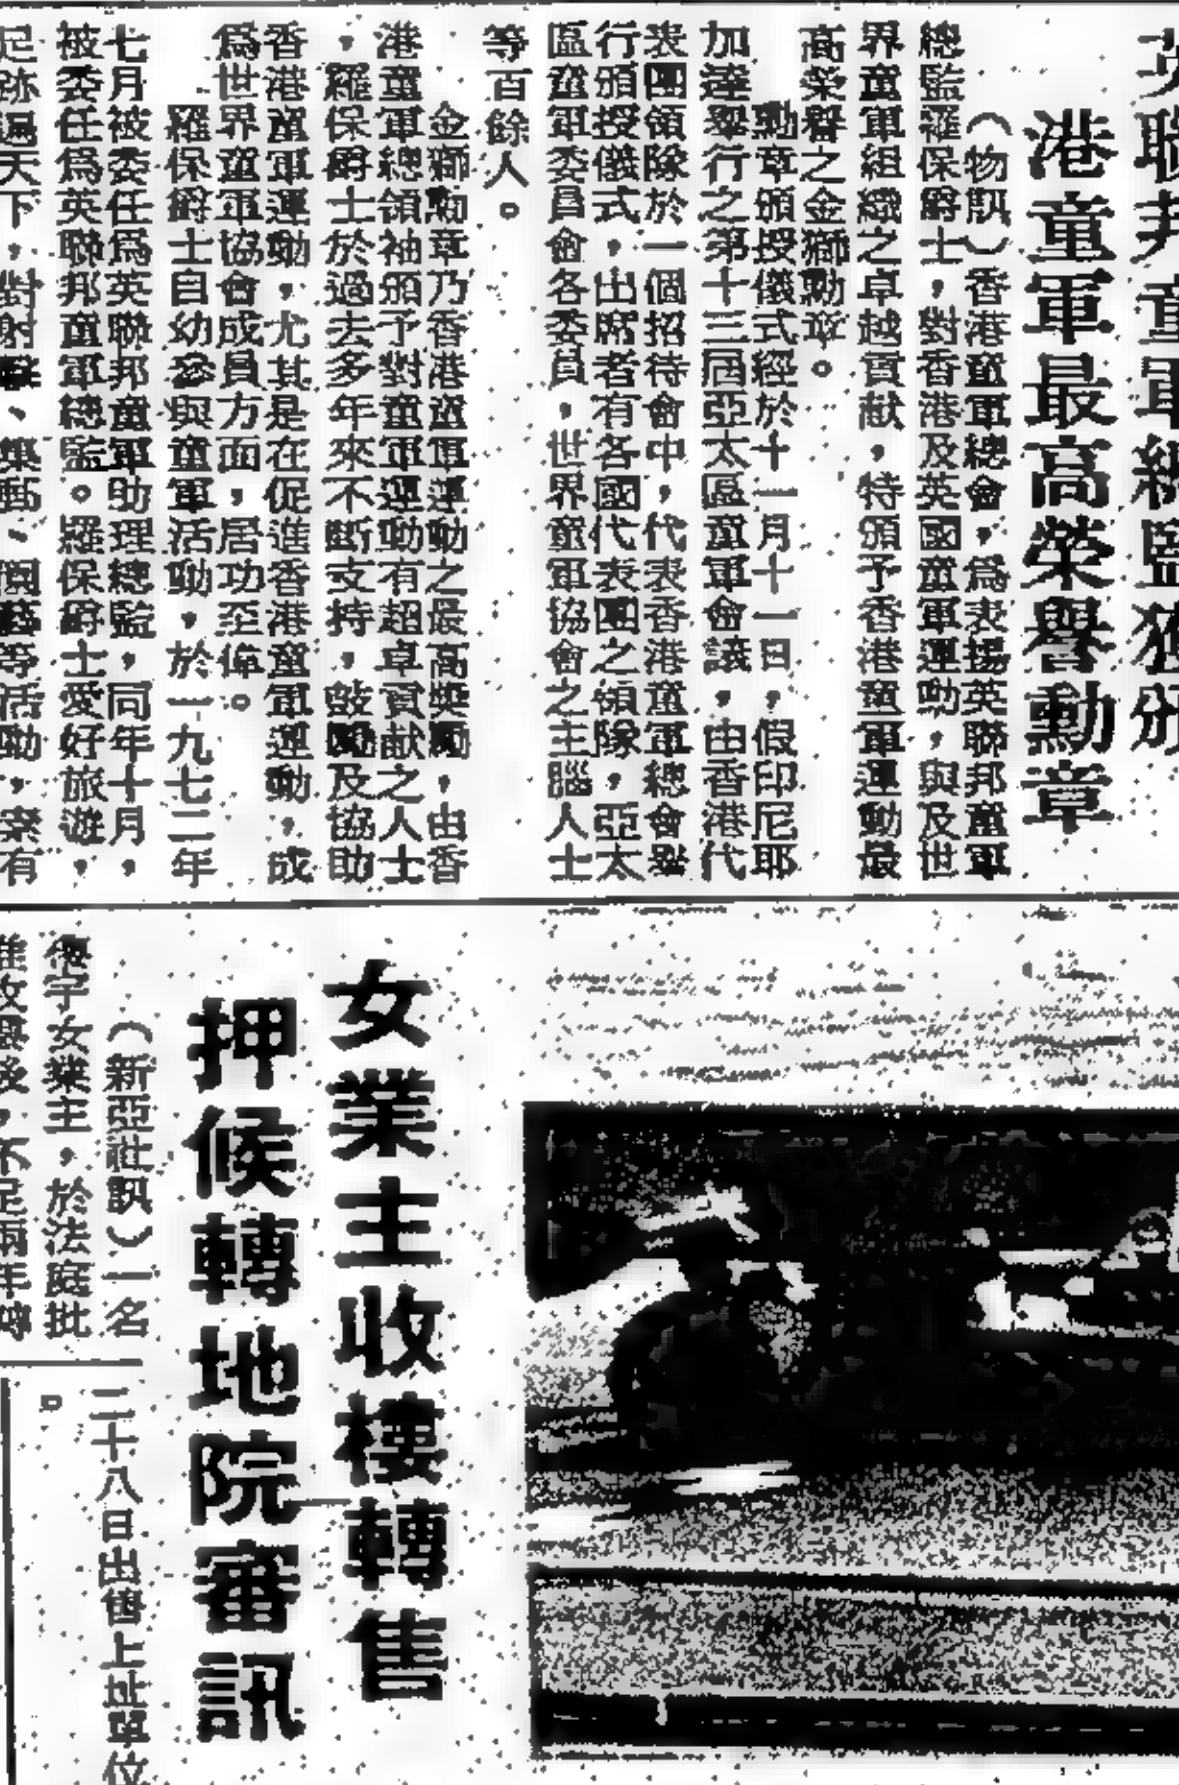 英聯邦童軍總監獲頒
港童軍最高榮譽勳章
（物訊）香港童軍總會，為表揚英聯邦童軍
總監羅保爵士，對香港及英國童軍運動，與及世
界童軍組織之卓越貢献，特頒予香港童軍運動最
高榮譽之金獅勳章。
勳章頒授儀式經於十一月十一日，假印尼耶
加達舉行之第十三屆亞太區童軍會議，由香港代
表團領隊於一個招待會中，代表香港童軍總會舉
行頒授儀式，出席者有各國代表團之領隊，亞太
區童軍委員會各委員，世界童軍協會之主腦人士
等百餘人。
金獅勳章乃香港童軍運動之最高獎勵，由香
港童軍總領袖頒予對童軍運動有超卓貢献之人士
，羅保爵士於過去多年來不斷支持，鼓勵及協助
香港童軍運動，尤其是在促進香港童軍運動，成
為世界童軍協會成員方面，居功至偉。
羅保爵士自幼參與童軍活動，於一九七二年
七月被委任為英聯邦童軍助理總監，同年十月，
被委任為英聯邦童軍總監。羅保爵士愛好旅遊，
足跡遍天下，對射擊、集郵、園藝等活動，素有
女業主收樓轉售
押候轉地院審訊
（新亞社訊）一名
樓宇女業主，於法庭批
准收樓後，不足兩年時
二十八日出售上址單位
。